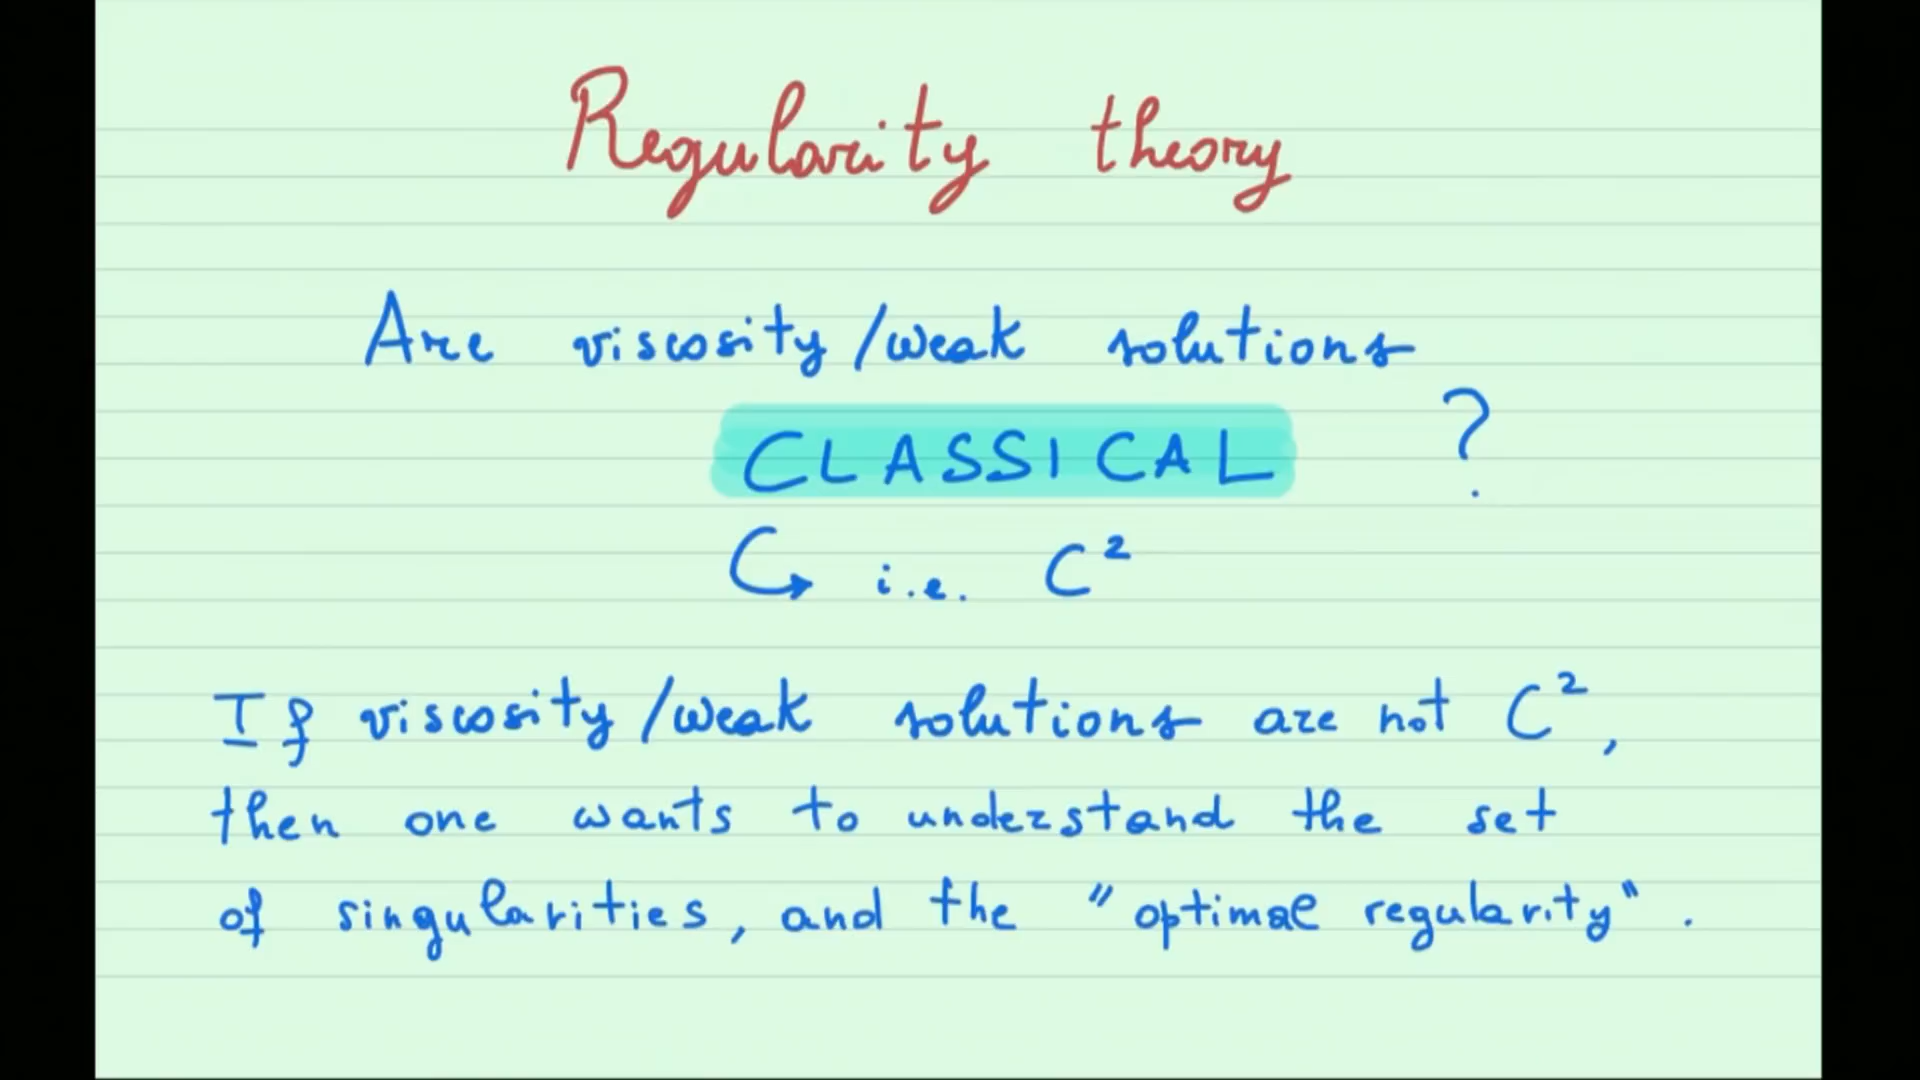 Regularity theory
Are viscosity/weak solutions
CLASSICAL ?
↪ i.e. C²
If viscosity/weak solutions are not C²,
then one wants to understand the set
of singularities, and the "optimal regularity".